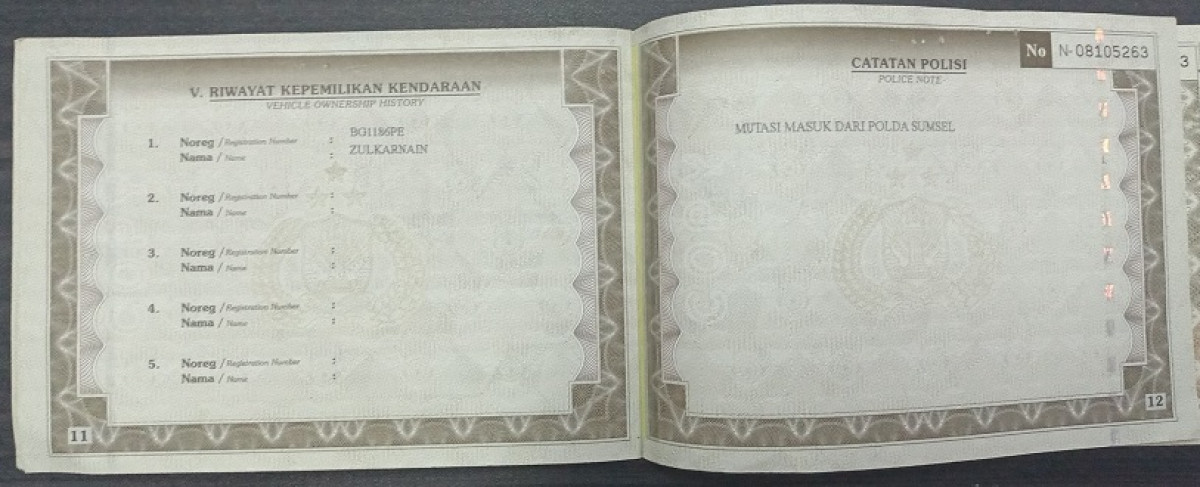 V. RIWAYAT KEPEMILIKAN KENDARAAN
VEHICLE OWNERSHIP HISTORY
1. Noreg / Registration Number : BG1186PE
Nama / Name : ZULKARNAIN
2. Noreg / Registration Number :
Nama / Name :
3. Noreg / Registration Number :
Nama / Name :
4. Noreg / Registration Number :
Nama / Name :
5. Noreg / Registration Number :
Nama / Name :
11
No N-08105263
CATATAN POLISI
POLICE NOTE
MUTASI MASUK DARI POLDA SUMSEL
12
3